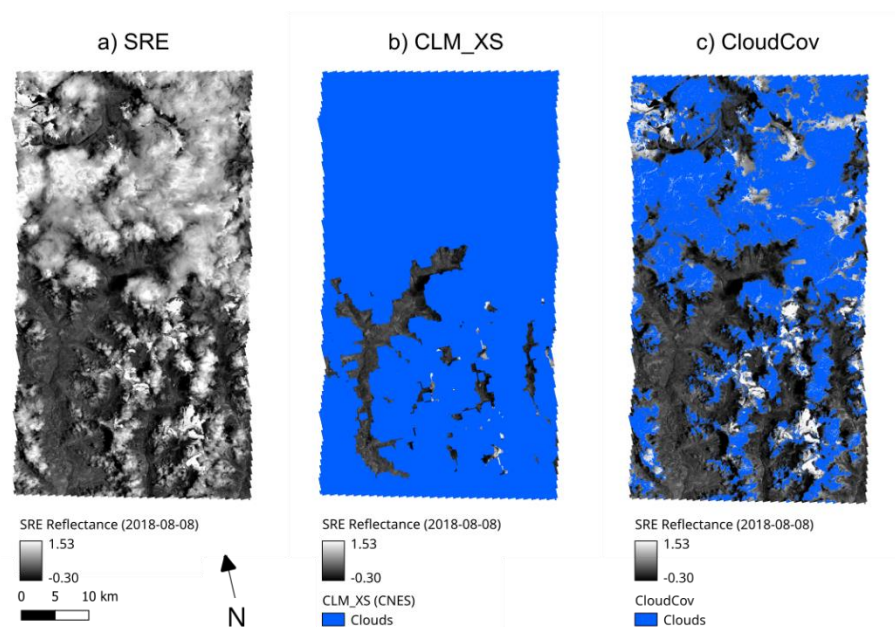 a) SRE
b) CLM_XS
c) CloudCov
SRE Reflectance (2018-08-08)
1.53
-0.30
0 5 10 km
N
SRE Reflectance (2018-08-08)
1.53
-0.30
CLM_XS (CNES)
Clouds
SRE Reflectance (2018-08-08)
1.53
-0.30
CloudCov
Clouds